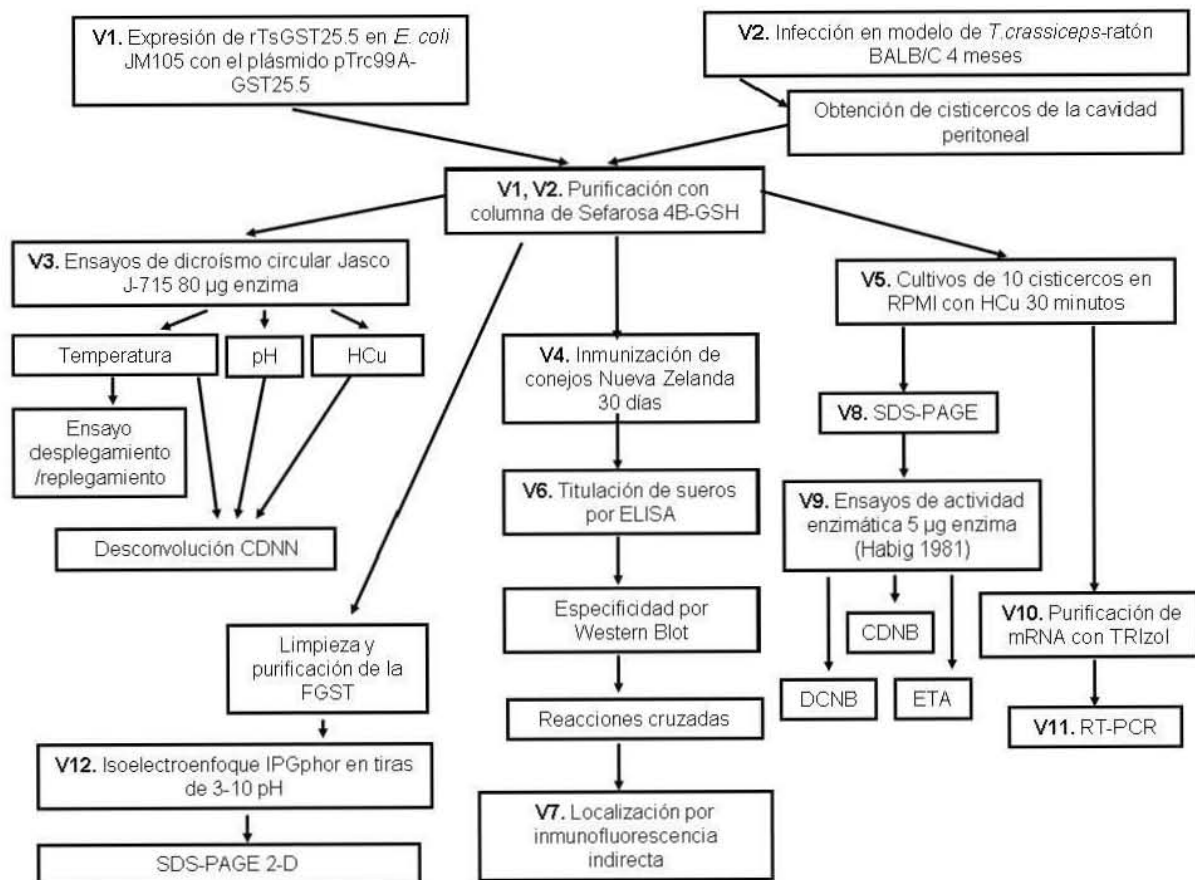 V1. Expresión de rTsGST25.5 en E. coli
JM105 con el plásmido pTrc99A-
GST25.5
V2. Infección en modelo de T.crassiceps-ratón
BALB/C 4 meses
Obtención de cisticercos de la cavidad
peritoneal
V1, V2. Purificación con
columna de Sefarosa 4B-GSH
V3. Ensayos de dicroísmo circular Jasco
J-715 80 µg enzima
Temperatura
pH
HCu
Ensayo
desplegamiento
/replegamiento
Desconvolución CDNN
Limpieza y
purificación de la
FGST
V12. Isoelectroenfoque IPGphor en tiras
de 3-10 pH
SDS-PAGE 2-D
V4. Inmunización de
conejos Nueva Zelanda
30 días
V6. Titulación de sueros
por ELISA
Especificidad por
Western Blot
Reacciones cruzadas
V7. Localización por
inmunofluorescencia
indirecta
V5. Cultivos de 10 cisticercos en
RPMI con HCu 30 minutos
V8. SDS-PAGE
V9. Ensayos de actividad
enzimática 5 µg enzima
(Habig 1981)
DCNB
CDNB
ETA
V10. Purificación de
mRNA con TRIzol
V11. RT-PCR